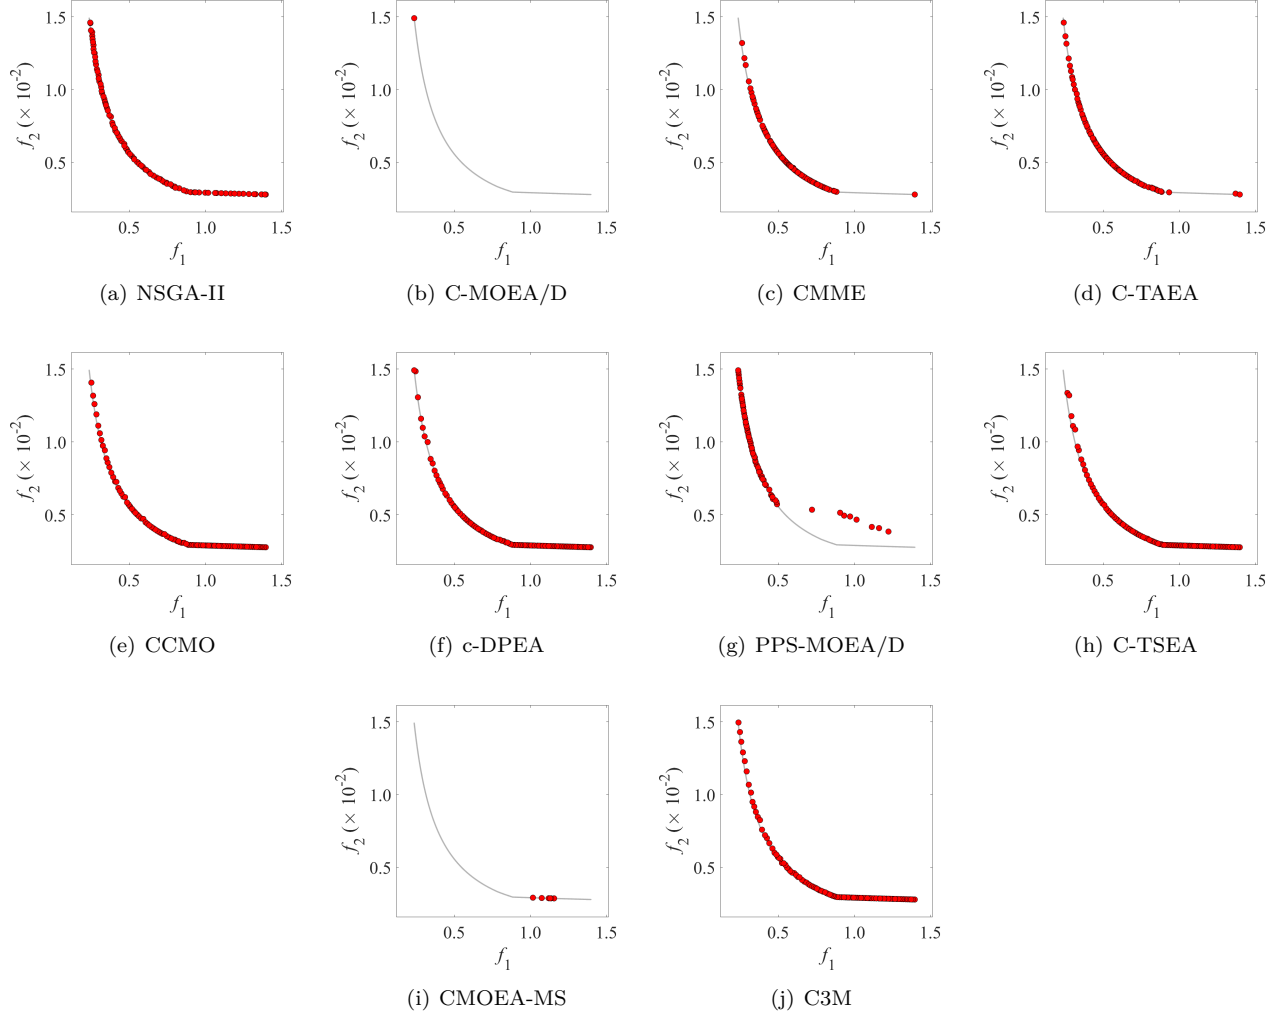 1.5 1.5 1.5 1.5
f2 (× 10-2) f2 (× 10-2) f2 (× 10-2) f2 (× 10-2)
1.0 1.0 1.0 1.0
0.5 0.5 0.5 0.5
0.5 1.0 1.5 0.5 1.0 1.5 0.5 1.0 1.5 0.5 1.0 1.5
f1 f1 f1 f1
(a) NSGA-II (b) C-MOEA/D (c) CMME (d) C-TAEA
1.5 1.5 1.5 1.5
f2 (× 10-2) f2 (× 10-2) f2 (× 10-2) f2 (× 10-2)
1.0 1.0 1.0 1.0
0.5 0.5 0.5 0.5
0.5 1.0 1.5 0.5 1.0 1.5 0.5 1.0 1.5 0.5 1.0 1.5
f1 f1 f1 f1
(e) CCMO (f) c-DPEA (g) PPS-MOEA/D (h) C-TSEA
1.5 1.5
f2 (× 10-2) f2 (× 10-2)
1.0 1.0
0.5 0.5
0.5 1.0 1.5 0.5 1.0 1.5
f1 f1
(i) CMOEA-MS (j) C3M